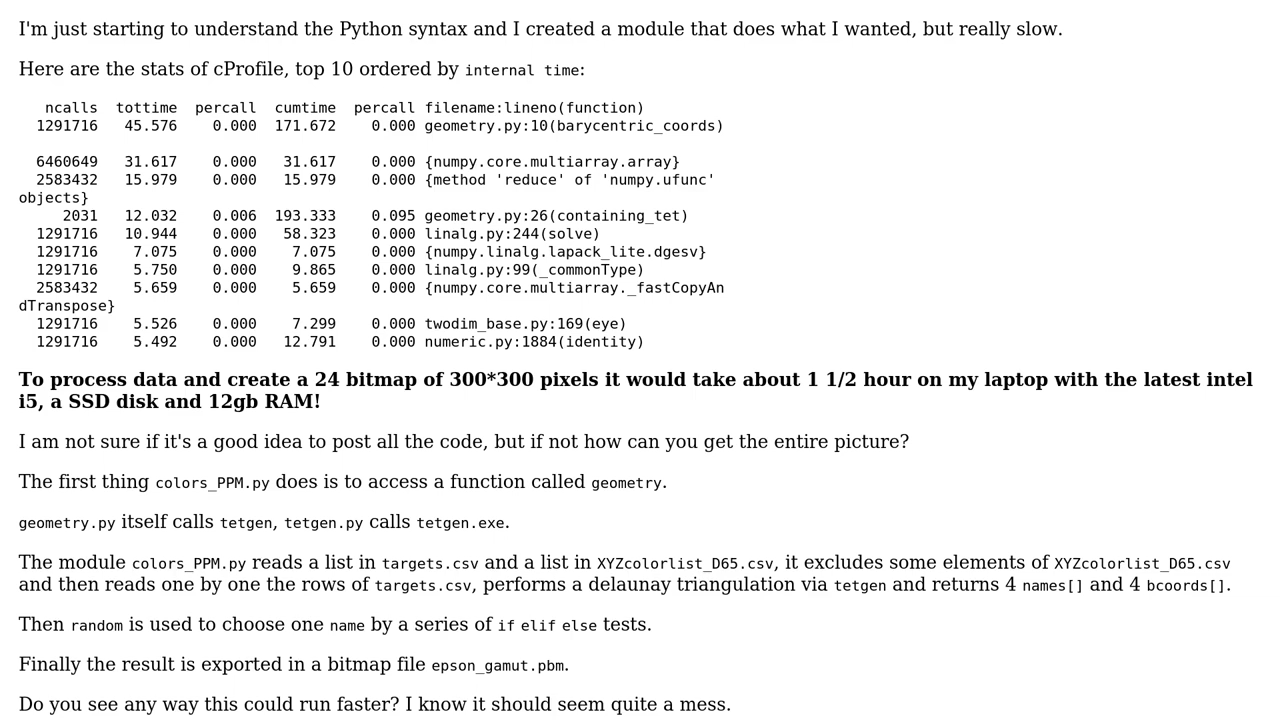 I'm just starting to understand the Python syntax and I created a module that does what I wanted, but really slow.
Here are the stats of cProfile, top 10 ordered by internal time:
ncalls  tottime  percall  cumtime  percall filename:lineno(function)
1291716   45.576    0.000  171.672    0.000 geometry.py:10(barycentric_coords)
6460649   31.617    0.000   31.617    0.000 {numpy.core.multiarray.array}
2583432   15.979    0.000   15.979    0.000 {method 'reduce' of 'numpy.ufunc'
objects}
2031   12.032    0.006  193.333    0.095 geometry.py:26(containing_tet)
1291716   10.944    0.000   58.323    0.000 linalg.py:244(solve)
1291716    7.075    0.000    7.075    0.000 {numpy.linalg.lapack_lite.dgesv}
1291716    5.750    0.000    9.865    0.000 linalg.py:99(_commonType)
2583432    5.659    0.000    5.659    0.000 {numpy.core.multiarray._fastCopyAn
dTranspose}
1291716    5.526    0.000    7.299    0.000 twodim_base.py:169(eye)
1291716    5.492    0.000   12.791    0.000 numeric.py:1884(identity)
To process data and create a 24 bitmap of 300*300 pixels it would take about 1 1/2 hour on my laptop with the latest intel
i5, a SSD disk and 12gb RAM!
I am not sure if it's a good idea to post all the code, but if not how can you get the entire picture?
The first thing colors_PPM.py does is to access a function called geometry.
geometry.py itself calls tetgen, tetgen.py calls tetgen.exe.
The module colors_PPM.py reads a list in targets.csv and a list in XYZcolorlist_D65.csv, it excludes some elements of XYZcolorlist_D65.csv
and then reads one by one the rows of targets.csv, performs a delaunay triangulation via tetgen and returns 4 names[] and 4 bcoords[].
Then random is used to choose one name by a series of if elif else tests.
Finally the result is exported in a bitmap file epson_gamut.pbm.
Do you see any way this could run faster? I know it should seem quite a mess.